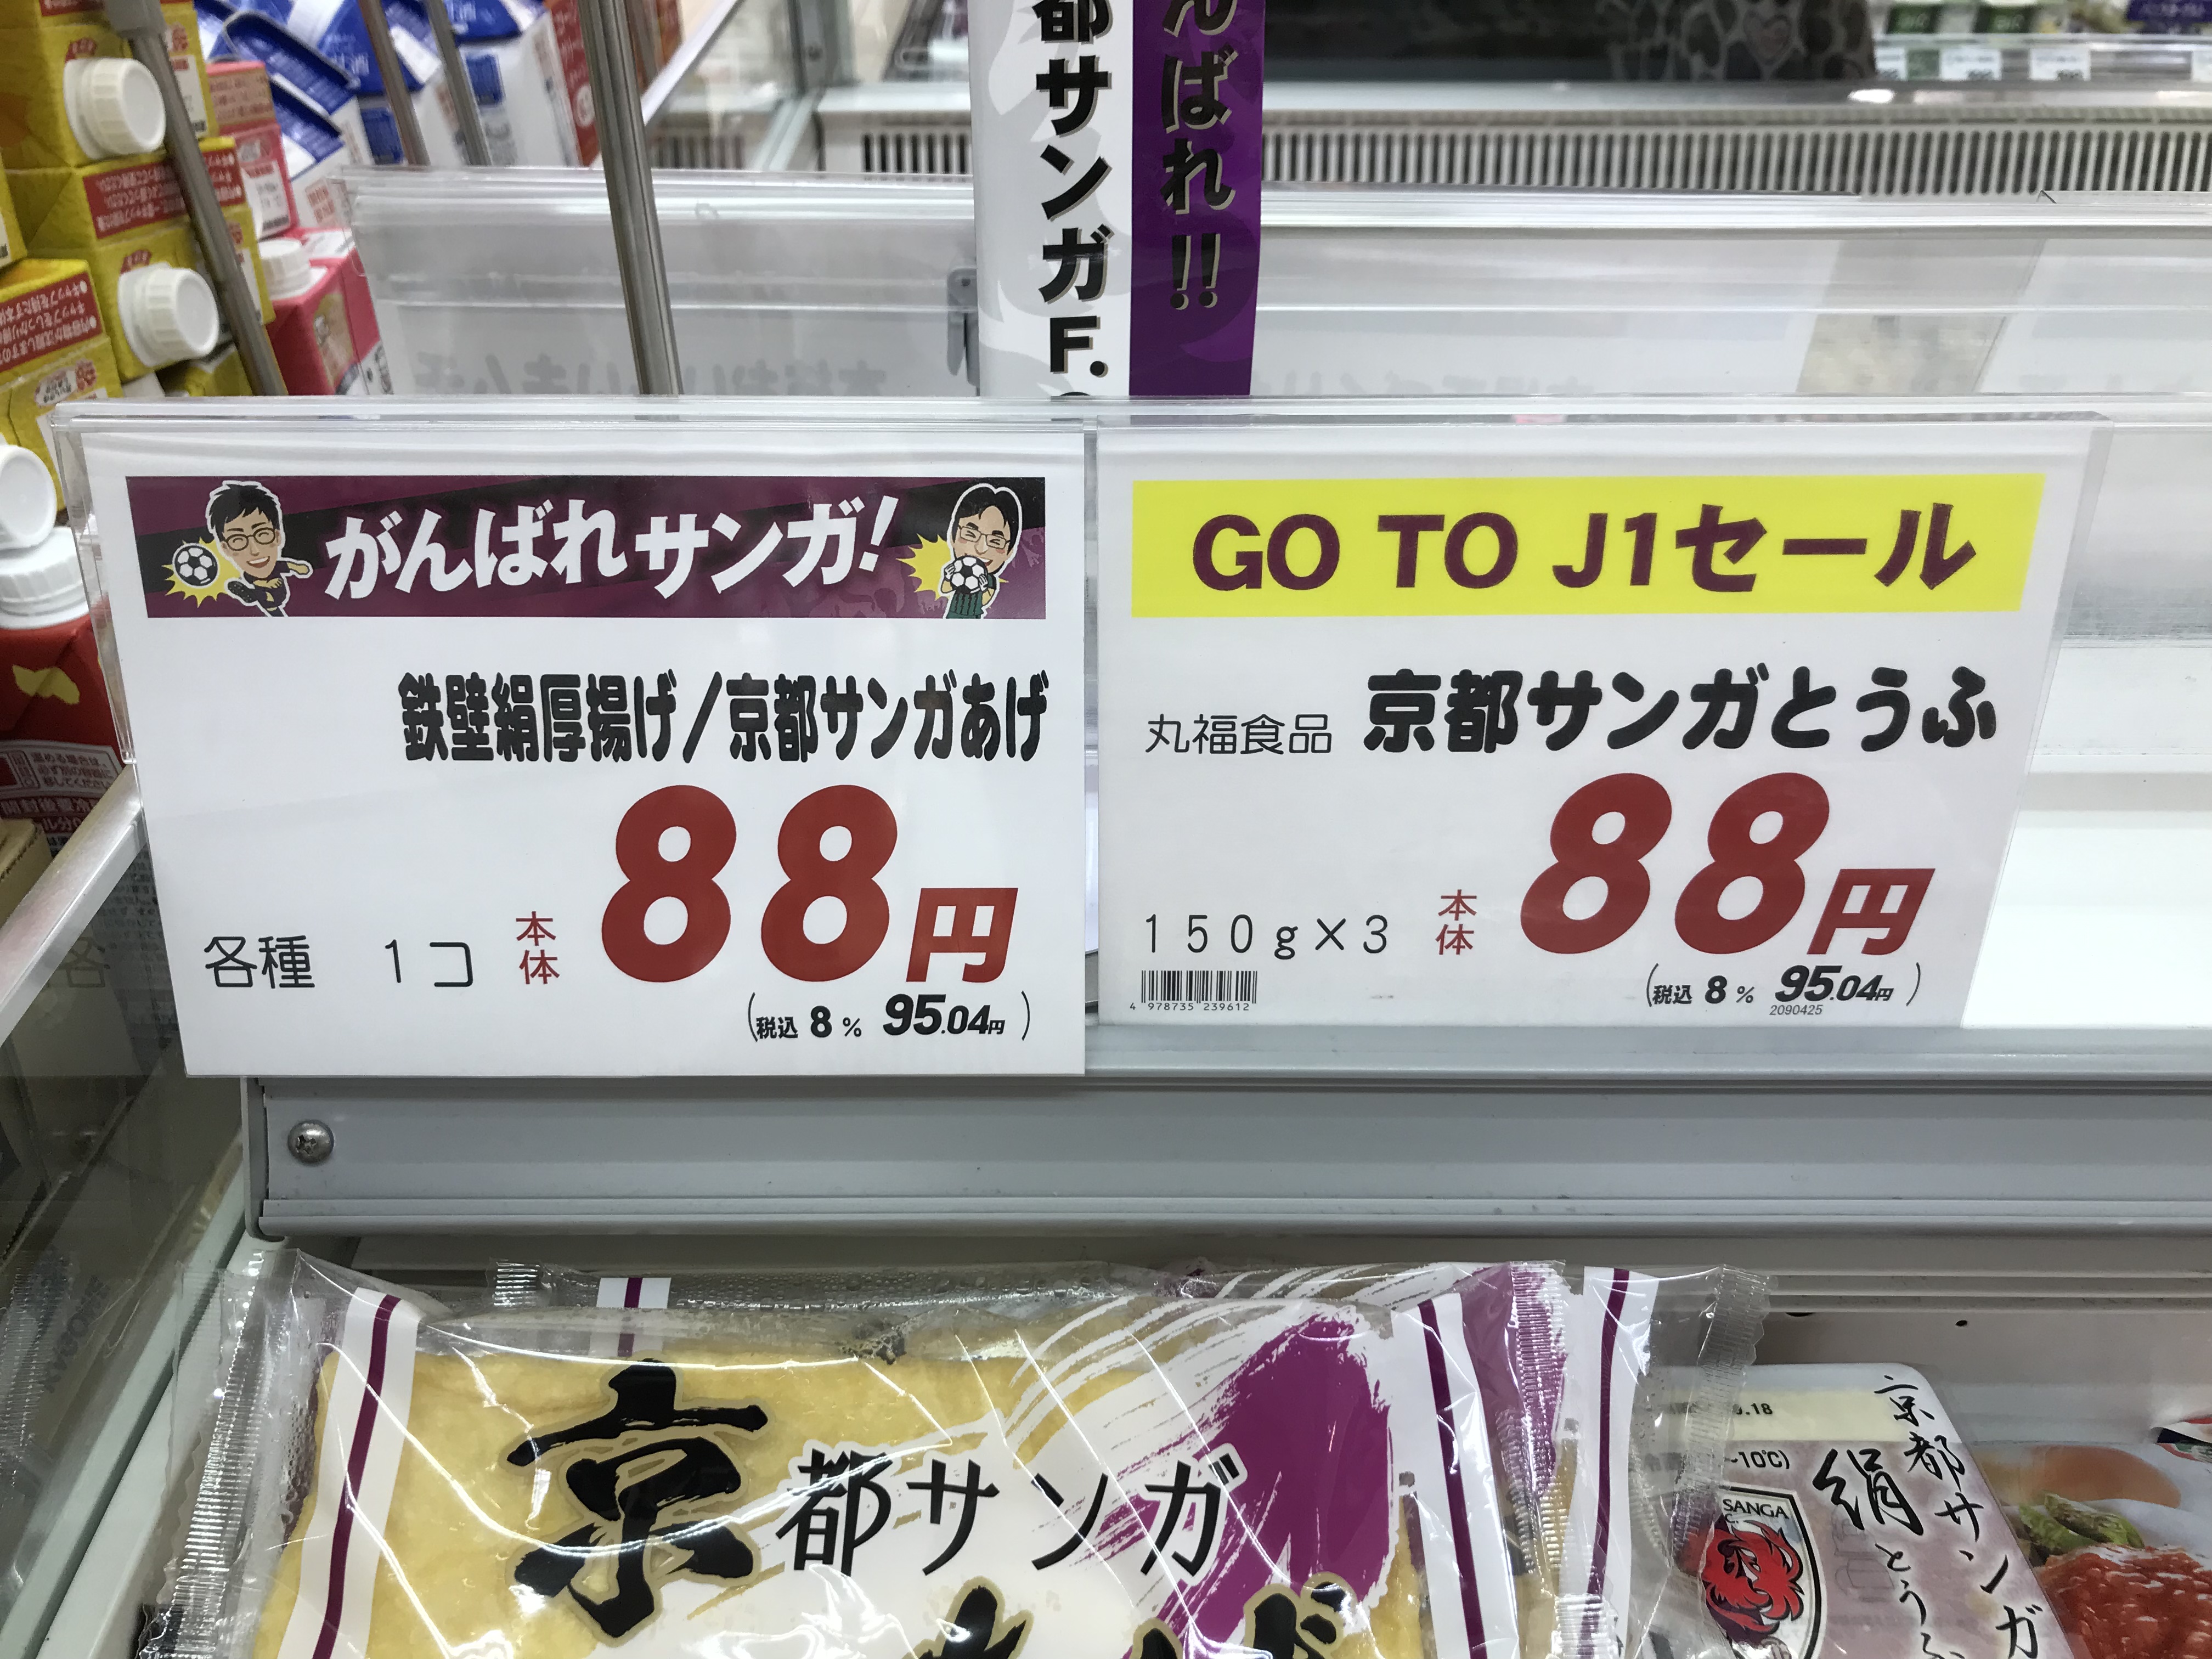 都サンガF.
んばれ!!
がんばれサンガ!
鉄壁絹厚揚げ/京都サンガあげ
各種 1コ 本体 88円
(税込 8% 95.04円)
GO TO J1セール
丸福食品 京都サンガとうふ
150g×3 本体 88円
(税込 8% 95.04円)
2090425
4 978735 239612
京都サンガ
.18
~10℃)
SANGA
京都サンガ
絹とうふ